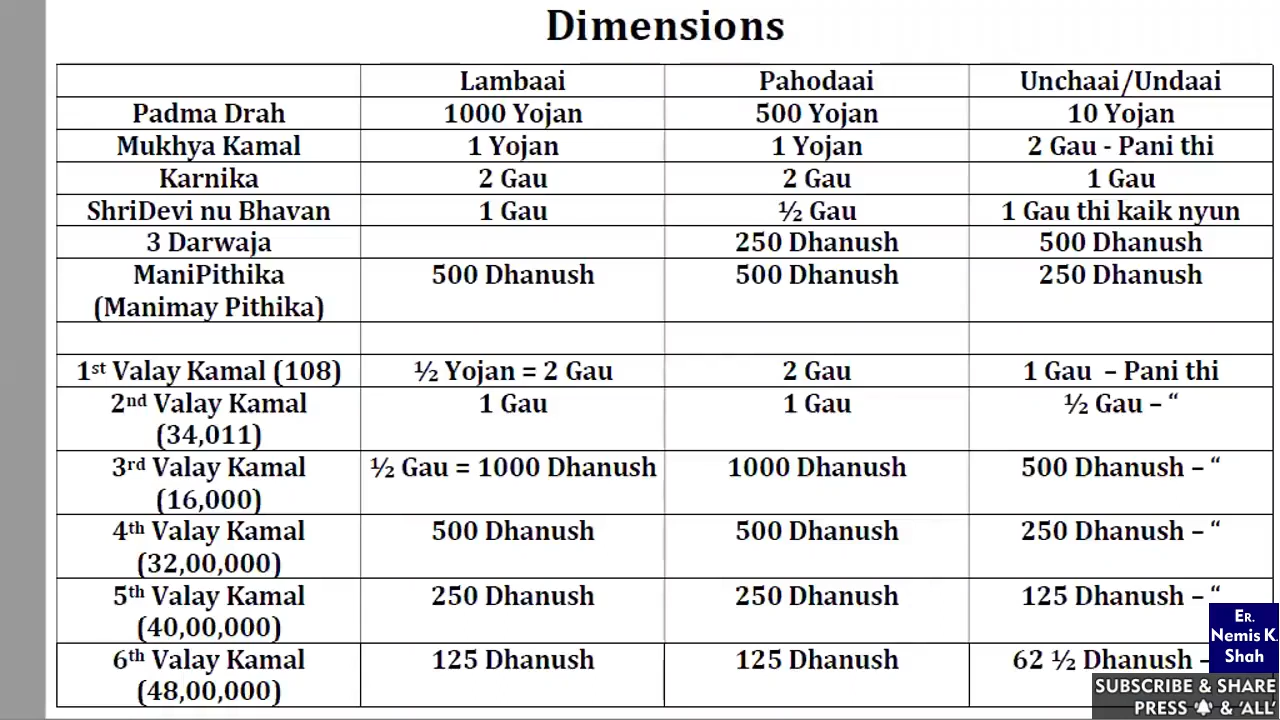 Dimensions
Lambaai Pahodaai Unchaai/Undaai
Padma Drah 1000 Yojan 500 Yojan 10 Yojan
Mukhya Kamal 1 Yojan 1 Yojan 2 Gau - Pani thi
Karnika 2 Gau 2 Gau 1 Gau
ShriDevi nu Bhavan 1 Gau ½ Gau 1 Gau thi kaik nyun
3 Darwaja 250 Dhanush 500 Dhanush
ManiPithika 500 Dhanush 500 Dhanush 250 Dhanush
(Manimay Pithika)
1st Valay Kamal (108) ½ Yojan = 2 Gau 2 Gau 1 Gau – Pani thi
2nd Valay Kamal 1 Gau 1 Gau ½ Gau – “
(34,011)
3rd Valay Kamal ½ Gau = 1000 Dhanush 1000 Dhanush 500 Dhanush – “
(16,000)
4th Valay Kamal 500 Dhanush 500 Dhanush 250 Dhanush – “
(32,00,000)
5th Valay Kamal 250 Dhanush 250 Dhanush 125 Dhanush – “
(40,00,000)
6th Valay Kamal 125 Dhanush 125 Dhanush 62 ½ Dhanush –
(48,00,000)
Er.
Nemis K.
Shah
SUBSCRIBE & SHARE
PRESS & ‘ALL’